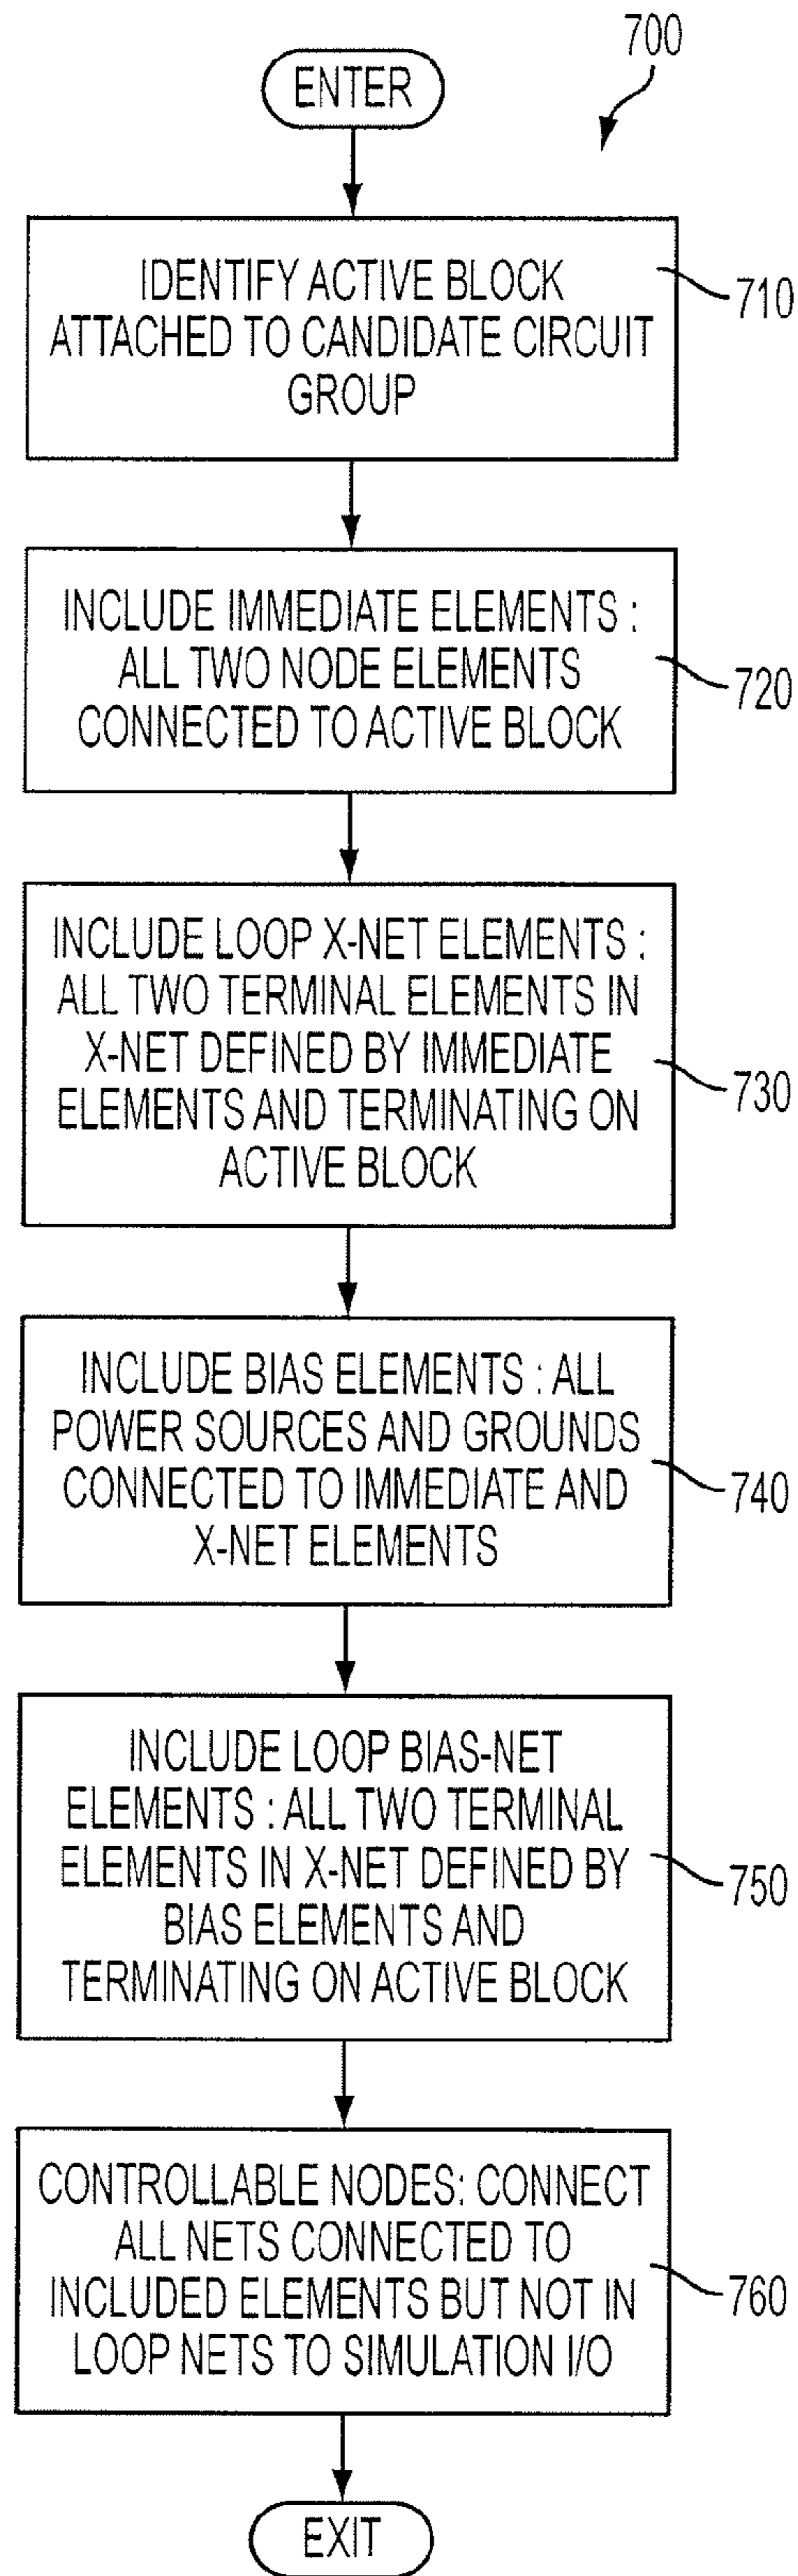 700
ENTER
IDENTIFY ACTIVE BLOCK
ATTACHED TO CANDIDATE CIRCUIT
GROUP
710
INCLUDE IMMEDIATE ELEMENTS :
ALL TWO NODE ELEMENTS
CONNECTED TO ACTIVE BLOCK
720
INCLUDE LOOP X-NET ELEMENTS :
ALL TWO TERMINAL ELEMENTS IN
X-NET DEFINED BY IMMEDIATE
ELEMENTS AND TERMINATING ON
ACTIVE BLOCK
730
INCLUDE BIAS ELEMENTS : ALL
POWER SOURCES AND GROUNDS
CONNECTED TO IMMEDIATE AND
X-NET ELEMENTS
740
INCLUDE LOOP BIAS-NET
ELEMENTS : ALL TWO TERMINAL
ELEMENTS IN X-NET DEFINED BY
BIAS ELEMENTS AND
TERMINATING ON ACTIVE BLOCK
750
CONTROLLABLE NODES: CONNECT
ALL NETS CONNECTED TO
INCLUDED ELEMENTS BUT NOT IN
LOOP NETS TO SIMULATION I/O
760
EXIT